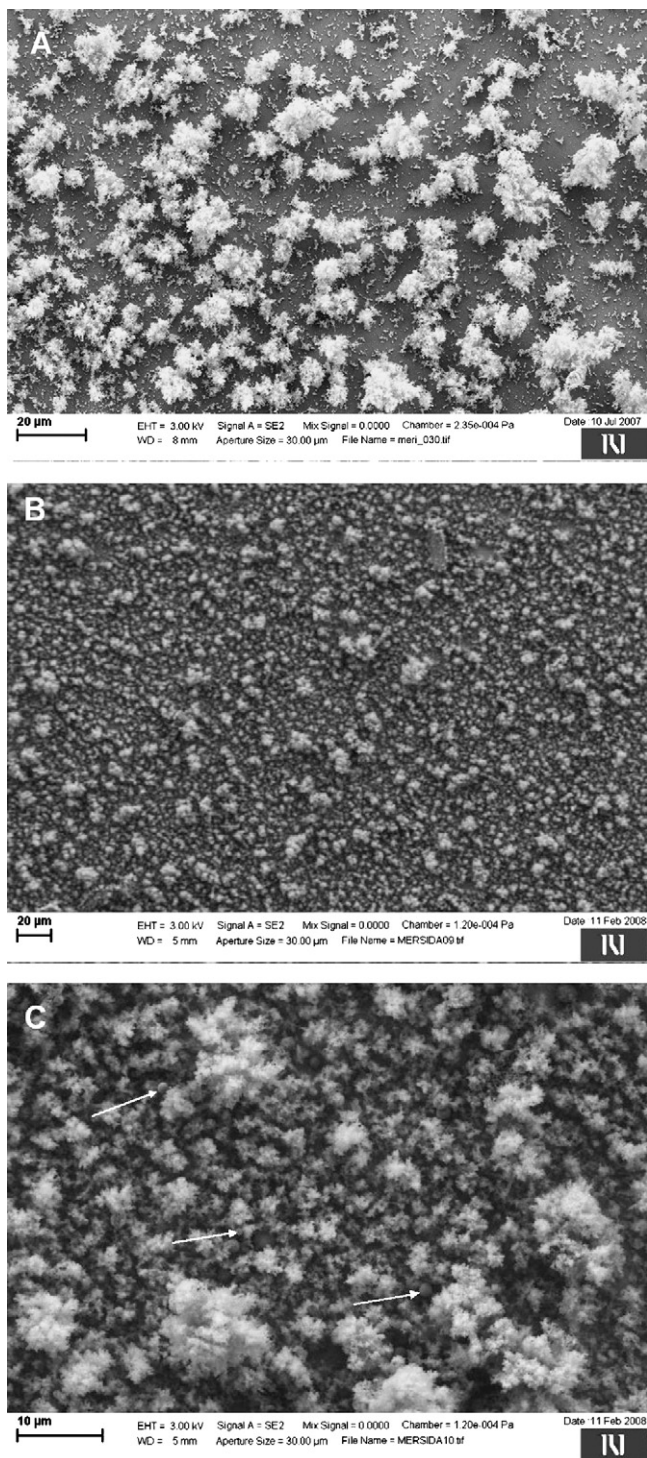 A
20 µm
EHT = 3.00 kV Signal A = SE2 Mix Signal = 0.0000 Chamber = 2.35e-004 Pa Date :10 Jul 2007
WD = 8 mm Aperture Size = 30.00 µm File Name = meri_030.tif
B
20 µm
EHT = 3.00 kV Signal A = SE2 Mix Signal = 0.0000 Chamber = 1.20e-004 Pa Date :11 Feb 2008
WD = 5 mm Aperture Size = 30.00 µm File Name = MERSIDA09.tif
C
10 µm
EHT = 3.00 kV Signal A = SE2 Mix Signal = 0.0000 Chamber = 1.20e-004 Pa Date :11 Feb 2008
WD = 5 mm Aperture Size = 30.00 µm File Name = MERSIDA10.tif